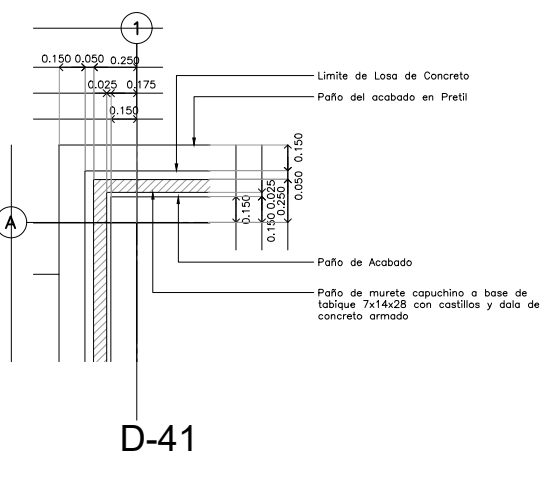 1
0.150 0.050 0.250
0.025 0.175
0.150
Limite de Losa de Concreto
Paño del acabado en Pretil
0.150
0.050
0.250
0.025
0.150
0.150
A
Paño de Acabado
Paño de murete capuchino a base de
tabique 7x14x28 con castillos y dala de
concreto armado
D-41